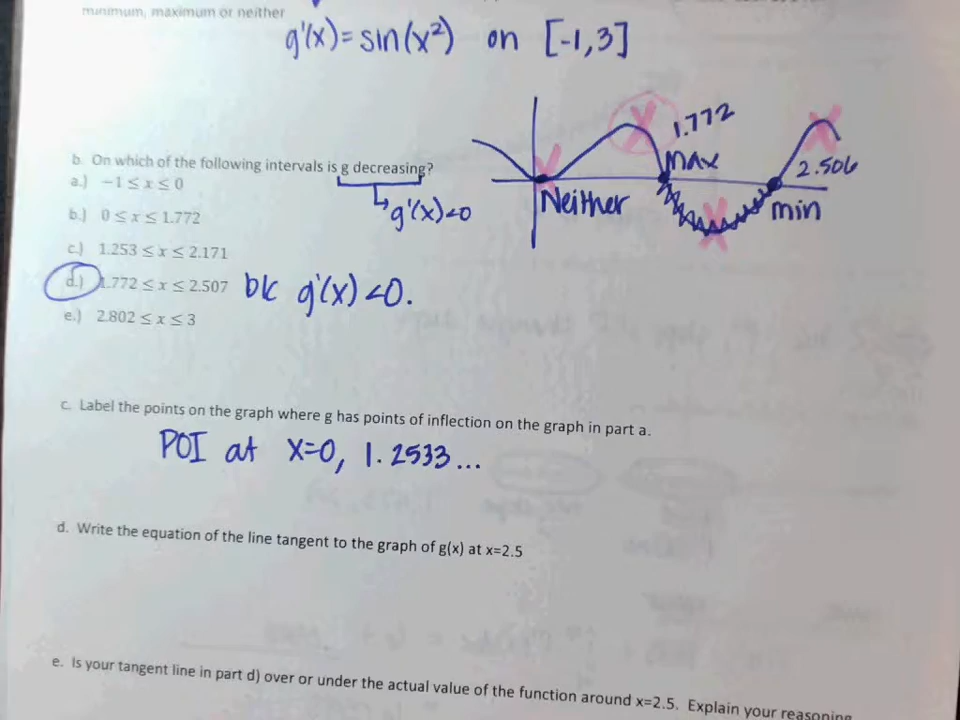 minimum, maximum or neither
g'(x)= sin(x²) on [-1,3]
1.772
max
2.506
Neither
min
b. On which of the following intervals is g decreasing?
g'(x)<0
a.) −1 ≤ x ≤ 0
b.) 0 ≤ x ≤ 1.772
c.) 1.253 ≤ x ≤ 2.171
d.) 1.772 ≤ x ≤ 2.507 b/c g'(x) <0.
e.) 2.802 ≤ x ≤ 3
c. Label the points on the graph where g has points of inflection on the graph in part a.
POI at x=0, 1.2533...
d. Write the equation of the line tangent to the graph of g(x) at x=2.5
e. Is your tangent line in part d) over or under the actual value of the function around x=2.5. Explain your reasoning